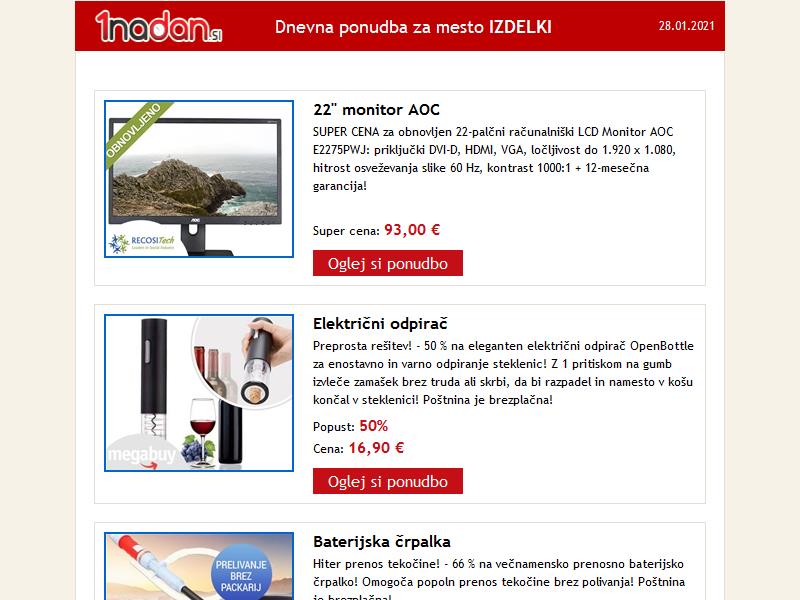 1nadan.si
Dnevna ponudba za mesto IZDELKI
28.01.2021
OBNOVLJENO
AOC
RECOSITech
22" monitor AOC
SUPER CENA za obnovljen 22-palčni računalniški LCD Monitor AOC
E2275PWJ: priključki DVI-D, HDMI, VGA, ločljivost do 1.920 x 1.080,
hitrost osveževanja slike 60 Hz, kontrast 1000:1 + 12-mesečna
garancija!
Super cena: 93,00 €
Oglej si ponudbo
megabuy
Električni odpirač
Preprosta rešitev! - 50 % na eleganten električni odpirač OpenBottle
za enostavno in varno odpiranje steklenic! Z 1 pritiskom na gumb
izvleče zamašek brez truda ali skrbi, da bi razpadel in namesto v košu
končal v steklenici! Poštnina je brezplačna!
Popust: 50%
Cena: 16,90 €
Oglej si ponudbo
PRELIVANJE
BREZ
PACKARIJ
Baterijska črpalka
Hiter prenos tekočine! - 66 % na večnamensko prenosno baterijsko
črpalko! Omogoča popoln prenos tekočine brez polivanja! Poštnina
je brezplačna!